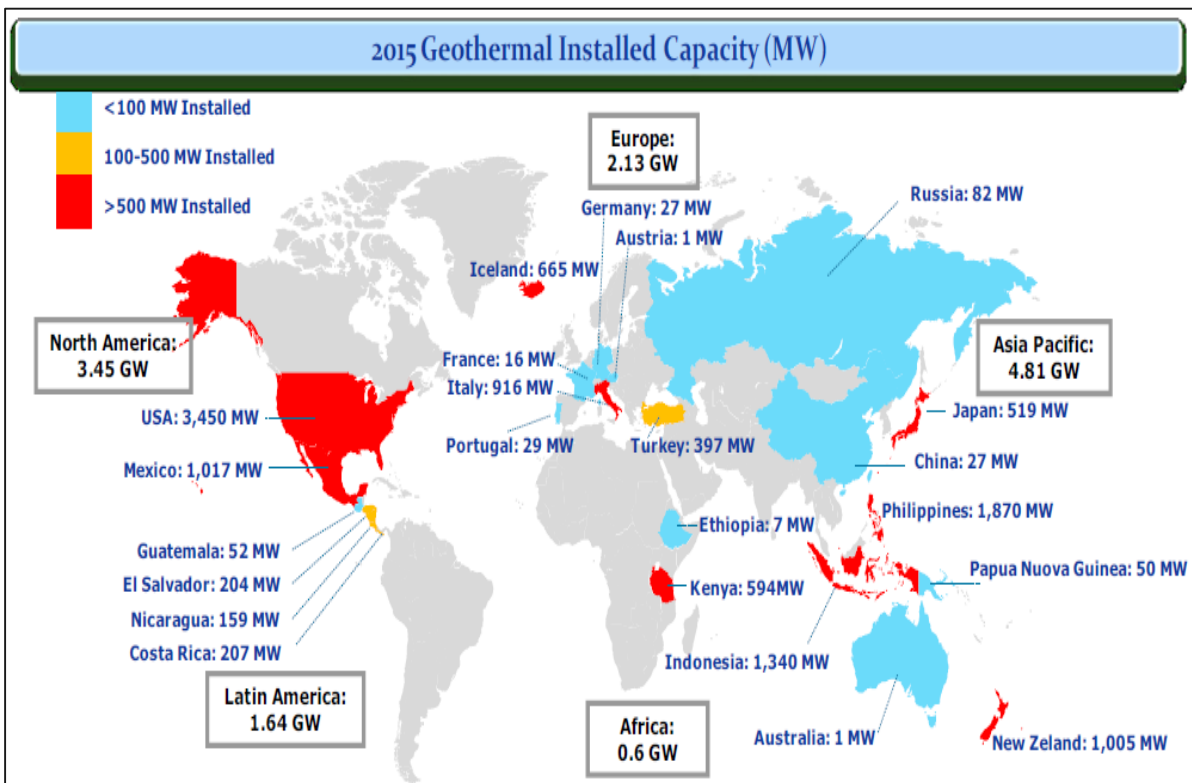 2015 Geothermal Installed Capacity (MW)
<100 MW Installed
100-500 MW Installed
>500 MW Installed
Europe:
2.13 GW
Russia: 82 MW
Germany: 27 MW
Austria: 1 MW
Iceland: 665 MW
North America:
3.45 GW
Asia Pacific:
4.81 GW
France: 16 MW
Italy: 916 MW
USA: 3,450 MW
Japan: 519 MW
Portugal: 29 MW
Turkey: 397 MW
China: 27 MW
Mexico: 1,017 MW
Philippines: 1,870 MW
Ethiopia: 7 MW
Guatemala: 52 MW
El Salvador: 204 MW
Papua Nuova Guinea: 50 MW
Kenya: 594MW
Nicaragua: 159 MW
Costa Rica: 207 MW
Indonesia: 1,340 MW
Latin America:
1.64 GW
Africa:
0.6 GW
Australia: 1 MW
New Zeland: 1,005 MW